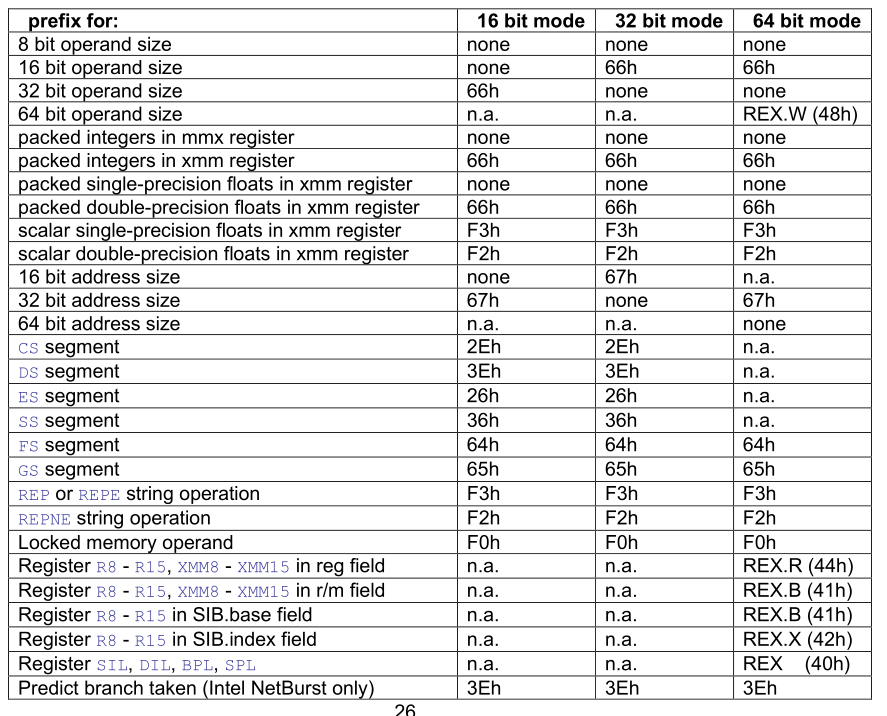 prefix for: 16 bit mode 32 bit mode 64 bit mode
8 bit operand size none none none
16 bit operand size none 66h 66h
32 bit operand size 66h none none
64 bit operand size n.a. n.a. REX.W (48h)
packed integers in mmx register none none none
packed integers in xmm register 66h 66h 66h
packed single-precision floats in xmm register none none none
packed double-precision floats in xmm register 66h 66h 66h
scalar single-precision floats in xmm register F3h F3h F3h
scalar double-precision floats in xmm register F2h F2h F2h
16 bit address size none 67h n.a.
32 bit address size 67h none 67h
64 bit address size n.a. n.a. none
CS segment 2Eh 2Eh n.a.
DS segment 3Eh 3Eh n.a.
ES segment 26h 26h n.a.
SS segment 36h 36h n.a.
FS segment 64h 64h 64h
GS segment 65h 65h 65h
REP or REPE string operation F3h F3h F3h
REPNE string operation F2h F2h F2h
Locked memory operand F0h F0h F0h
Register R8 - R15, XMM8 - XMM15 in reg field n.a. n.a. REX.R (44h)
Register R8 - R15, XMM8 - XMM15 in r/m field n.a. n.a. REX.B (41h)
Register R8 - R15 in SIB.base field n.a. n.a. REX.B (41h)
Register R8 - R15 in SIB.index field n.a. n.a. REX.X (42h)
Register SIL, DIL, BPL, SPL n.a. n.a. REX (40h)
Predict branch taken (Intel NetBurst only) 3Eh 3Eh 3Eh
26